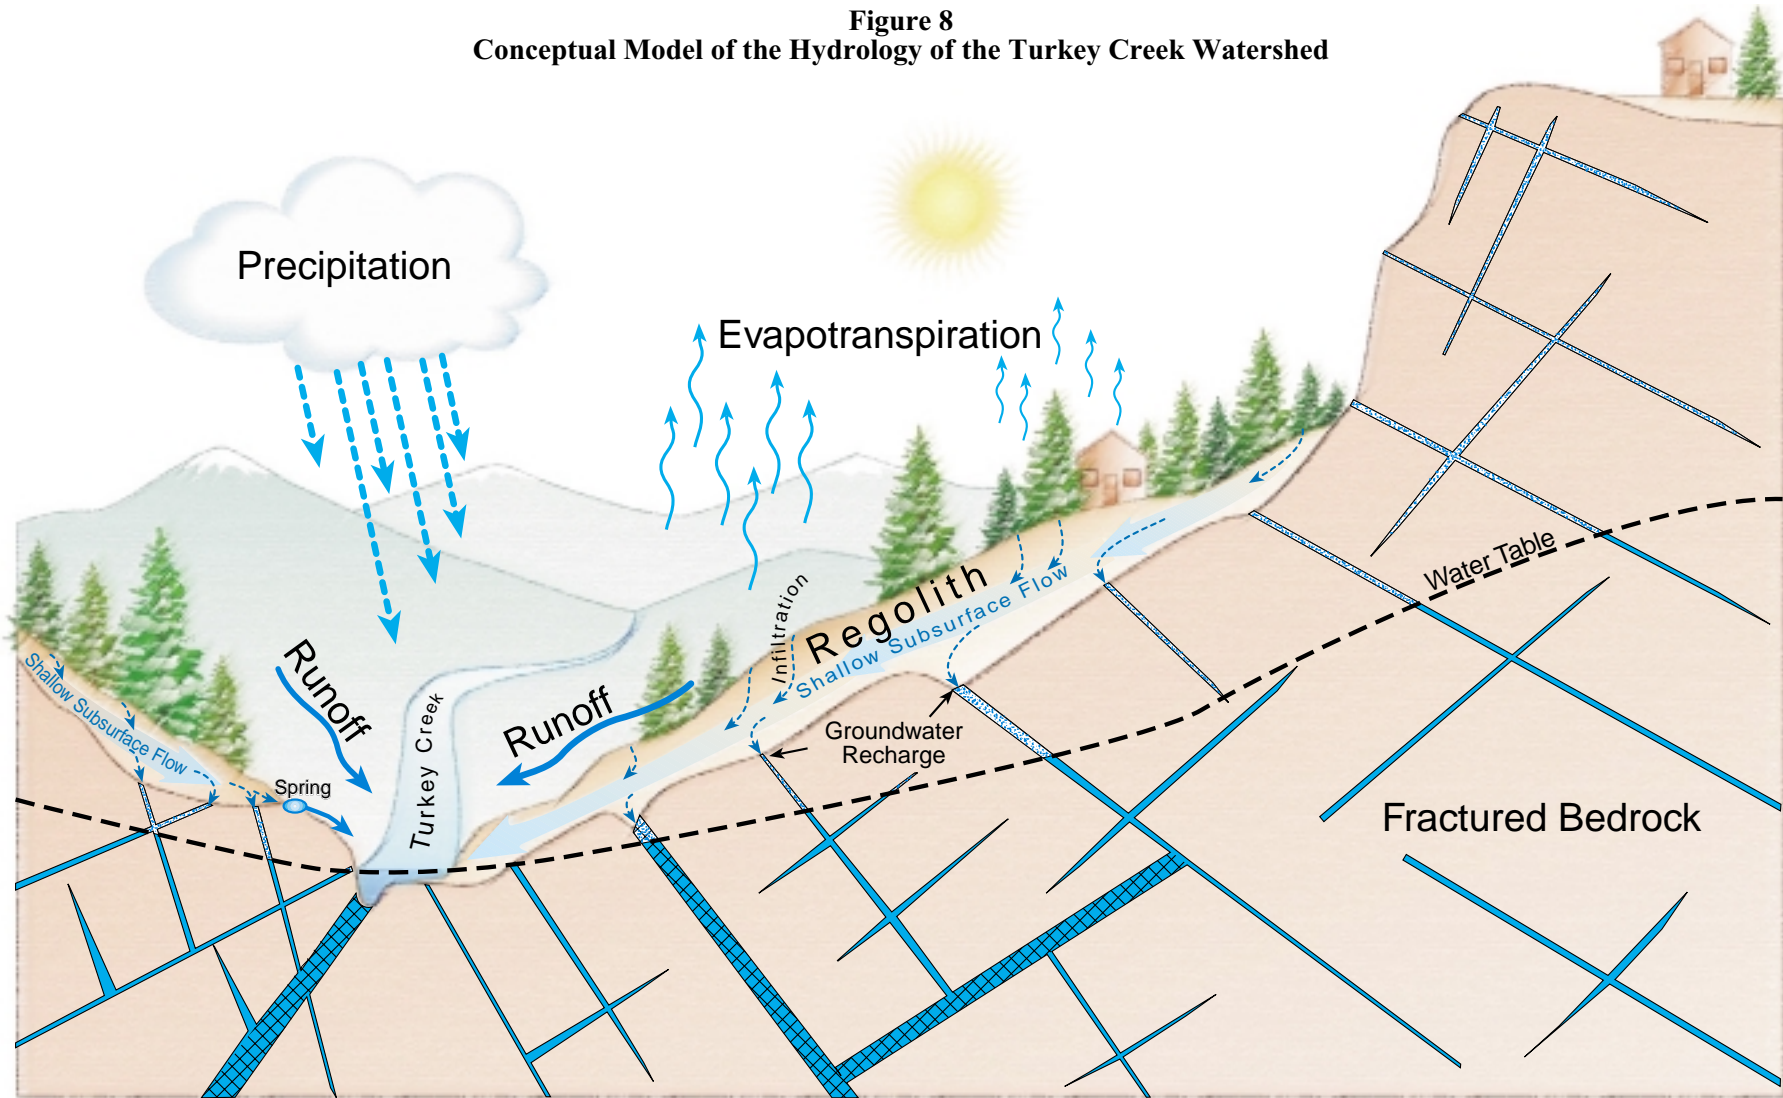 Figure 8
Conceptual Model of the Hydrology of the Turkey Creek Watershed
Precipitation
Evapotranspiration
Water Table
Infiltration
Regolith
Shallow Subsurface Flow
Runoff
Runoff
Turkey Creek
Shallow Subsurface Flow
Spring
Groundwater
Recharge
Fractured Bedrock